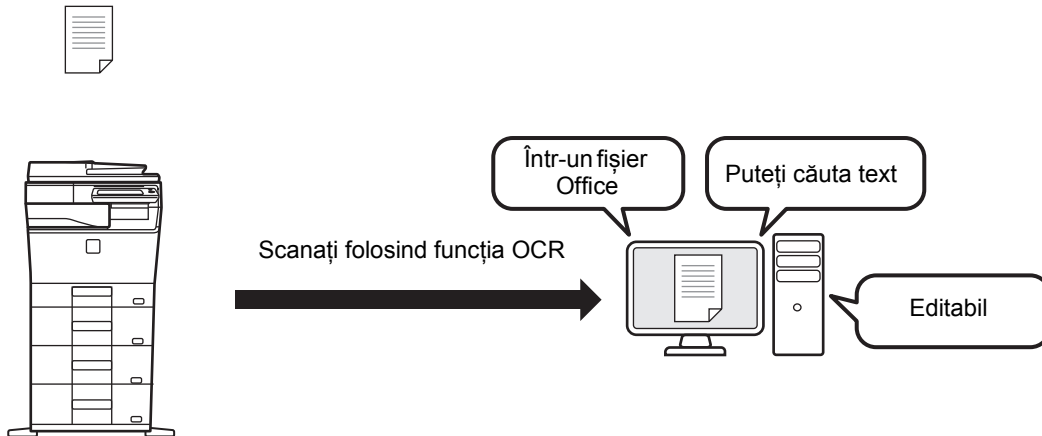 Într-un fișier
Office
Puteți căuta text
Scanați folosind funcția OCR
Editabil